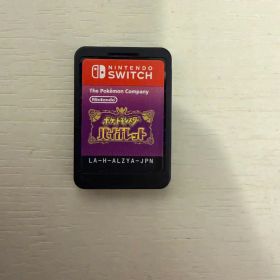 NINTENDO
SWITCH
The Pokémon Company
Nintendo
ポケットモンスター
バイオレット
LA-H-ALZYA-JPN